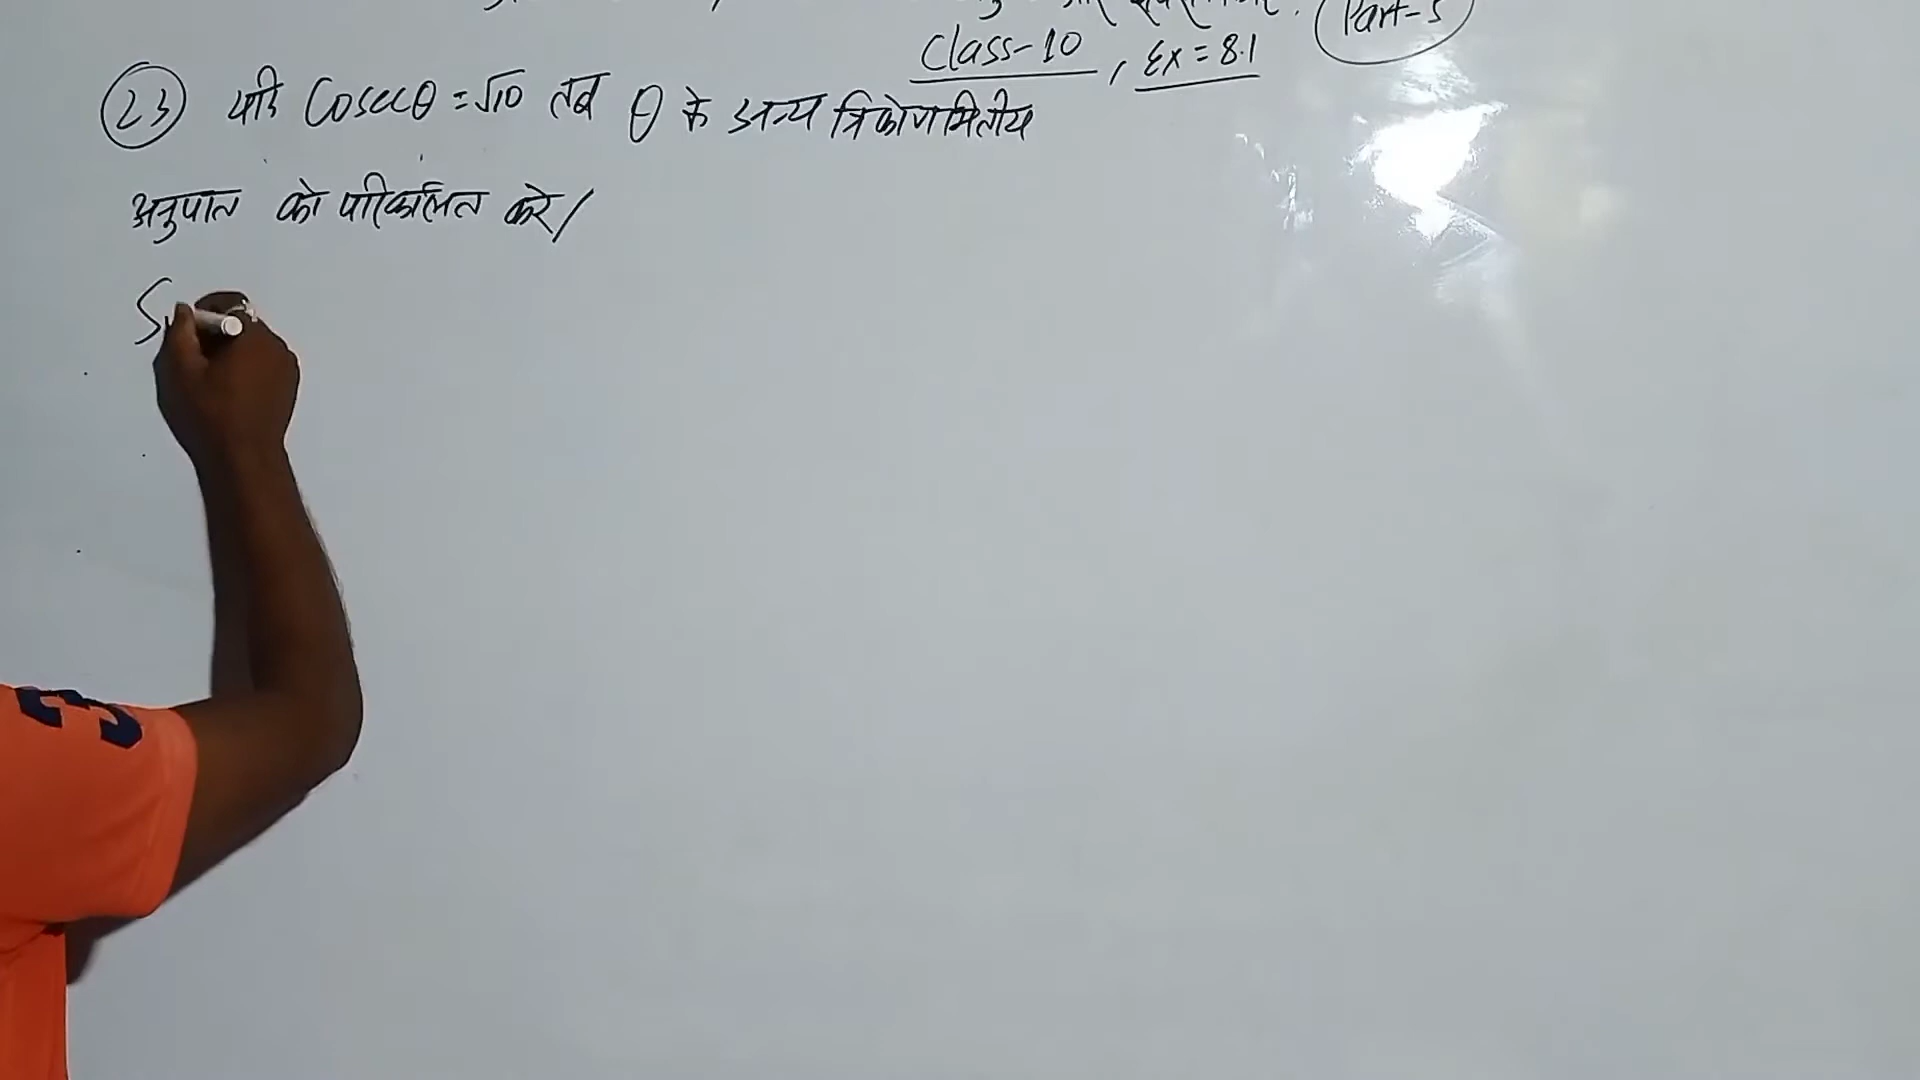 Part-5
Class-10, Ex=8.1
23 यदि Cosecθ=√10 तब θ के अन्य त्रिकोणमितीय
अनुपात को परिकलित करे।